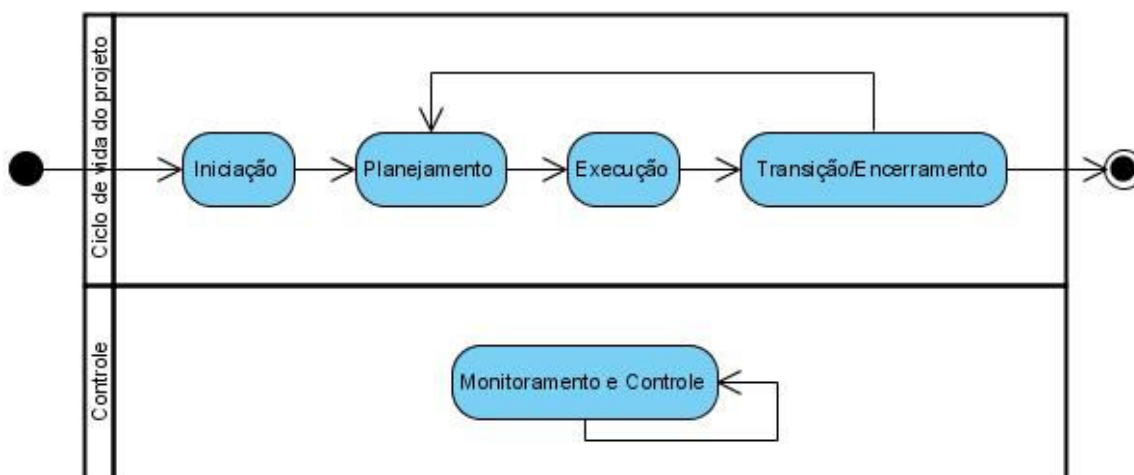 Ciclo de vida do projeto
Iniciação
Planejamento
Execução
Transição/Encerramento
Controle
Monitoramento e Controle